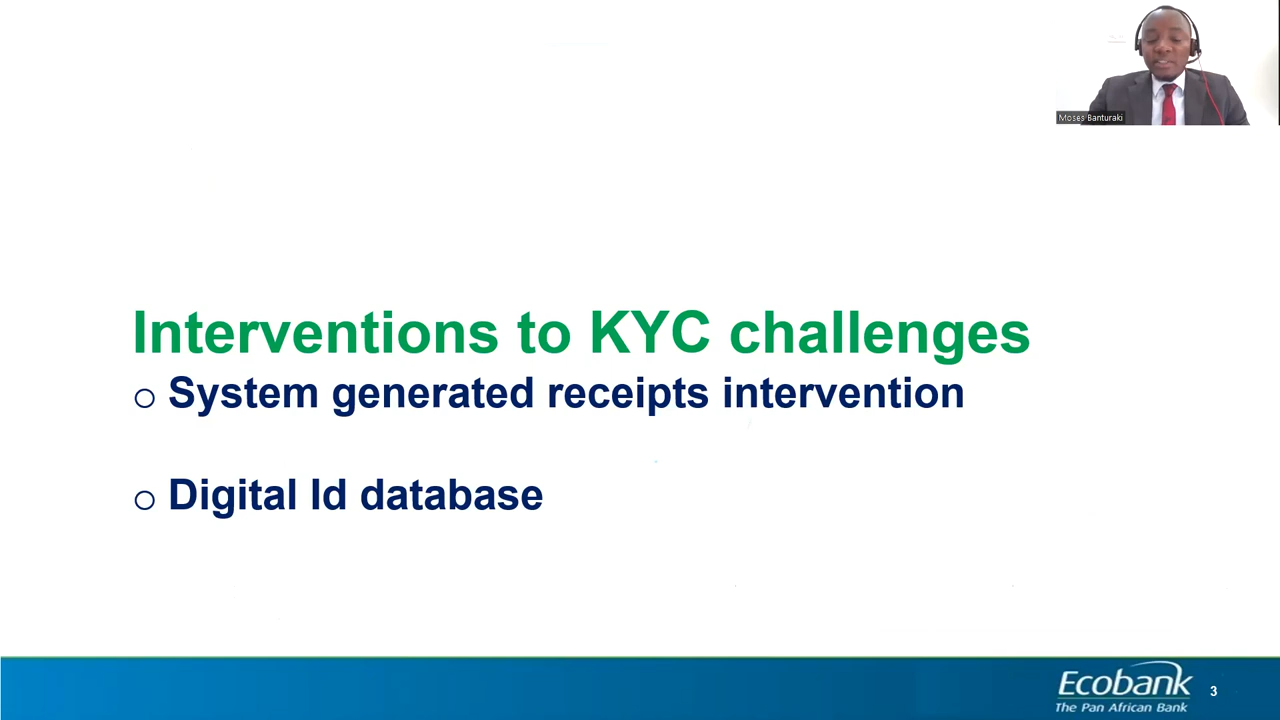 Moses Banturaki
Interventions to KYC challenges
o System generated receipts intervention
o Digital Id database
Ecobank
The Pan African Bank
3